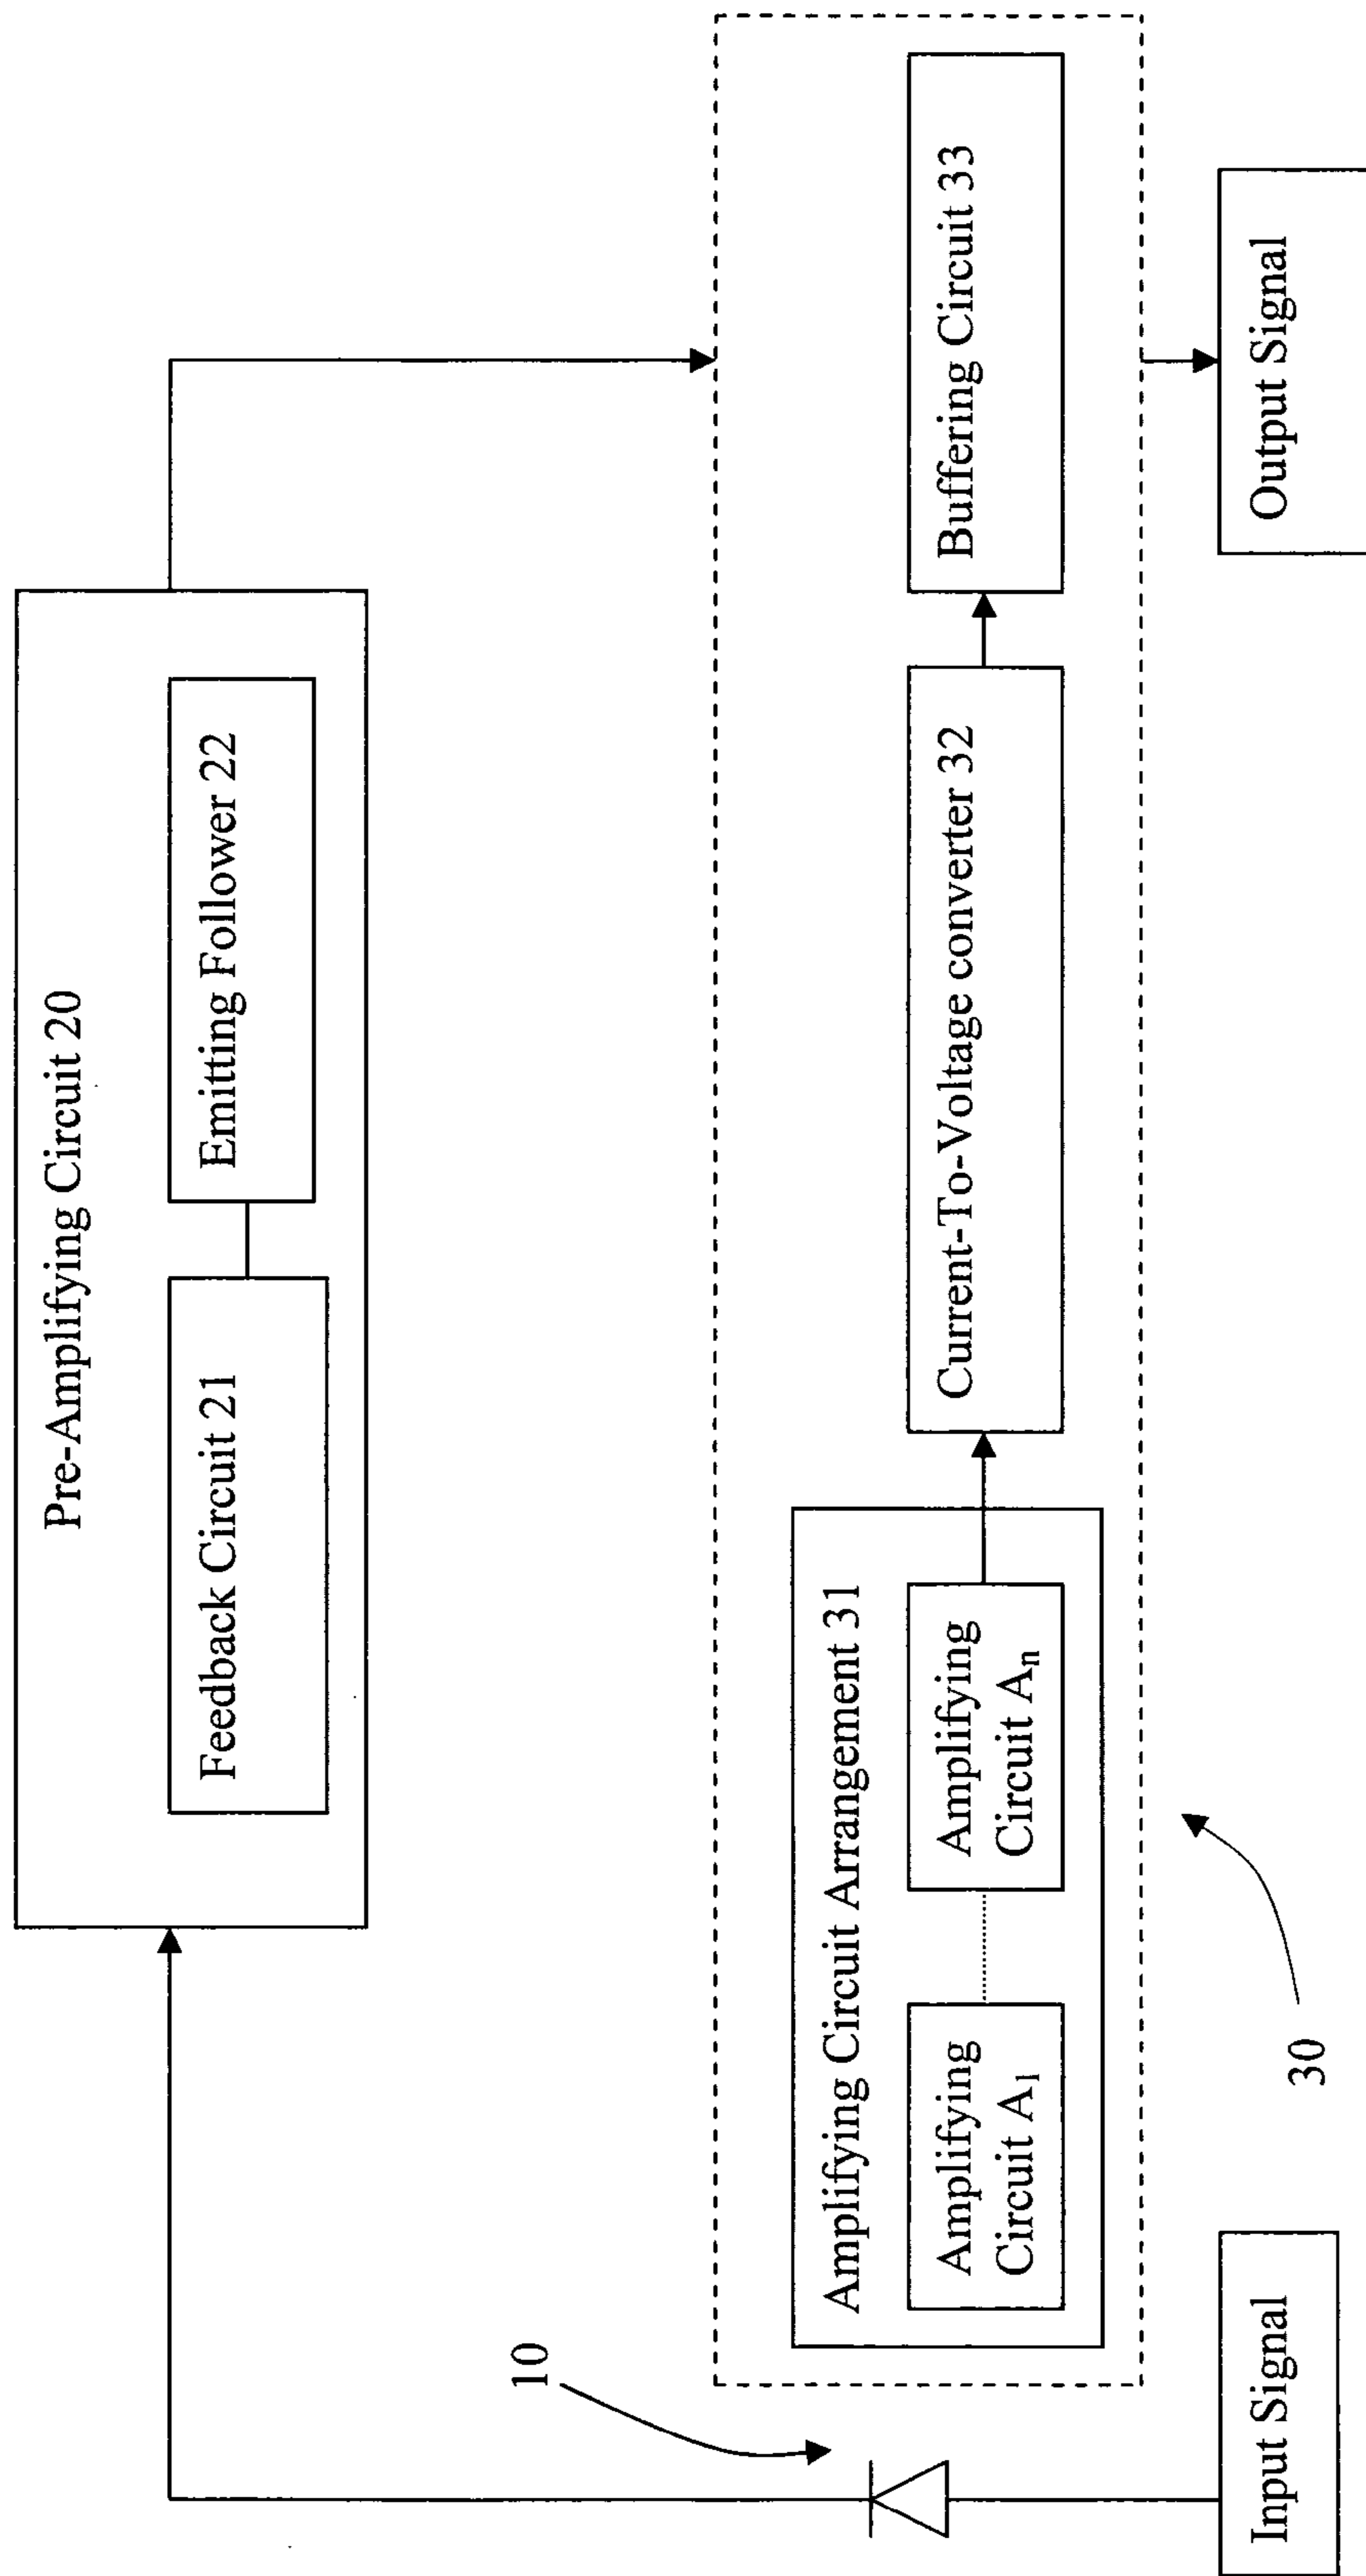 Pre-Amplifying Circuit 20
Feedback Circuit 21
Emitting Follower 22
10
Amplifying Circuit Arrangement 31
Amplifying
Circuit A1
Amplifying
Circuit An
Current-To-Voltage converter 32
Buffering Circuit 33
30
Input Signal
Output Signal